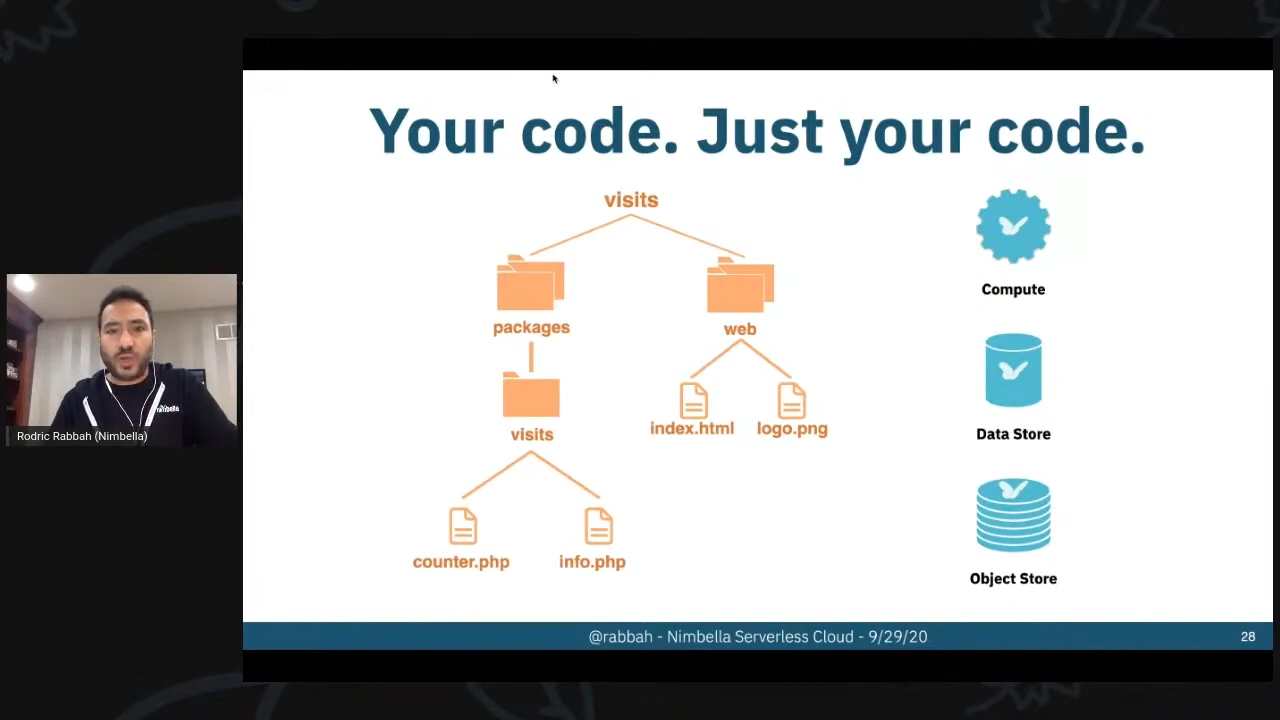 Your code. Just your code.
visits
packages
web
visits
index.html
logo.png
counter.php
info.php
Compute
Data Store
Object Store
nimbella
Rodric Rabbah (Nimbella)
@rabbah - Nimbella Serverless Cloud - 9/29/20
28